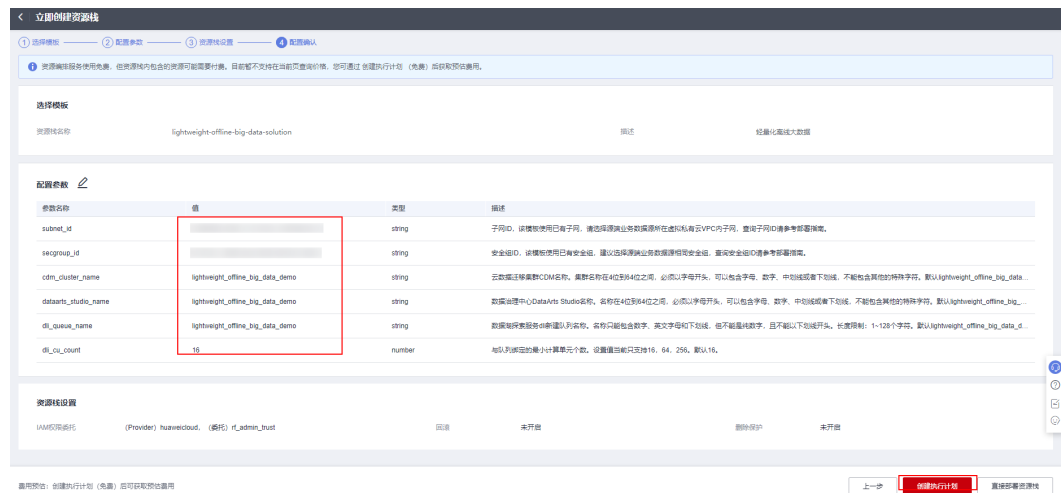 立即创建资源栈
1 选择模板 2 配置参数 3 资源栈设置 4 配置确认
资源编排服务使用免费，但资源栈内包含的资源可能需要付费。目前暂不支持在当前页查询价格，您可通过 创建执行计划 （免费）后获取预估费用。
选择模板
资源栈名称 lightweight-offline-big-data-solution 描述 轻量化离线大数据
配置参数
参数名称 值 类型 描述
subnet_id string 子网ID，该模板使用已有子网，请选择源端业务数据源所在虚拟私有云VPC内子网，查询子网ID请参考部署指南。
secgroup_id string 安全组ID，该模板使用已有安全组，建议选择源端业务数据源相同安全组，查询安全组ID请参考部署指南。
cdm_cluster_name lightweight_offline_big_data_demo string 云数据迁移集群CDM名称。集群名称在4位到64位之间，必须以字母开头，可以包含字母、数字、中划线或者下划线，不能包含其他的特殊字符。默认lightweight_offline_big_data...
dataarts_studio_name lightweight_offline_big_data_demo string 数据治理中心DataArts Studio名称。名称在4位到64位之间，必须以字母开头，可以包含字母、数字、中划线或者下划线，不能包含其他的特殊字符。默认lightweight_offline_big_...
dli_queue_name lightweight_offline_big_data_demo string 数据湖探索服务dli新建队列名称。名称只能包含数字、英文字母和下划线，但不能是纯数字，且不能以下划线开头。长度限制：1~128个字符。默认lightweight_offline_big_data_d...
dli_cu_count 16 number 与队列绑定的最小计算单元个数。设置值当前只支持16、64、256。默认16。
资源栈设置
IAM权限委托 （Provider）huaweicloud，（委托）rf_admin_trust 回滚 未开启 删除保护 未开启
费用预估：创建执行计划（免费）后可获取预估费用 上一步 创建执行计划 直接部署资源栈